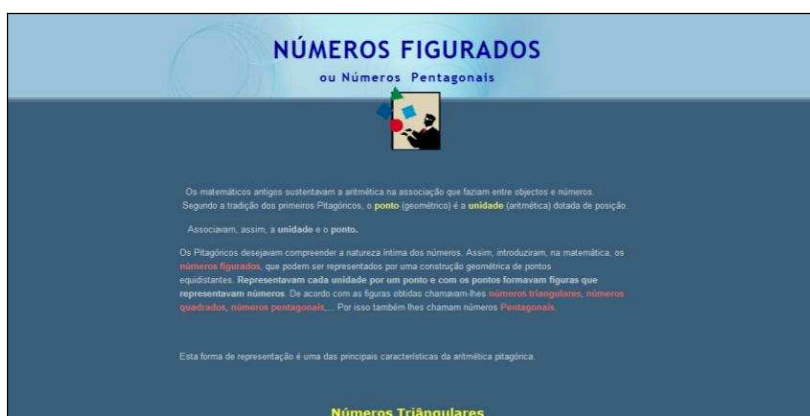 NÚMEROS FIGURADOS
ou Números Pentagonais
Os matemáticos antigos sustentavam a aritmética na associação que faziam entre objectos e números.
Segundo a tradição dos primeiros Pitagóricos, o ponto (geométrico) é a unidade (aritmética) dotada de posição.
Associavam, assim, a unidade e o ponto.
Os Pitagóricos desejavam compreender a natureza íntima dos números. Assim, introduziram, na matemática, os
números figurados, que podem ser representados por uma construção geométrica de pontos
equidistantes. Representavam cada unidade por um ponto e com os pontos formavam figuras que
representavam números. De acordo com as figuras obtidas chamavam-lhes números triangulares, números
quadrados, números pentagonais,... Por isso também lhes chamam números Pentagonais.
Esta forma de representação é uma das principais características da aritmética pitagórica.
Números Triângulares